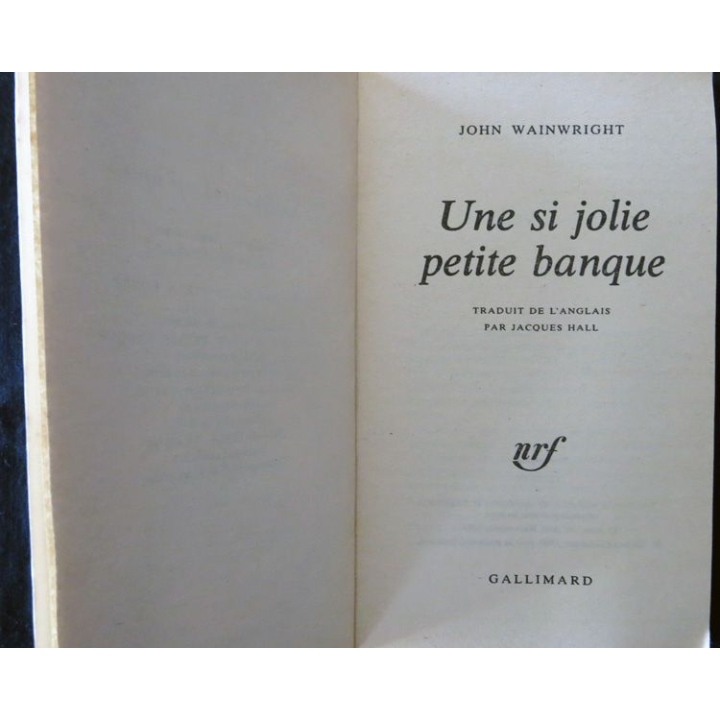 JOHN WAINWRIGHT
Une si jolie
petite banque
TRADUIT DE L'ANGLAIS
PAR JACQUES HALL
nrf
GALLIMARD